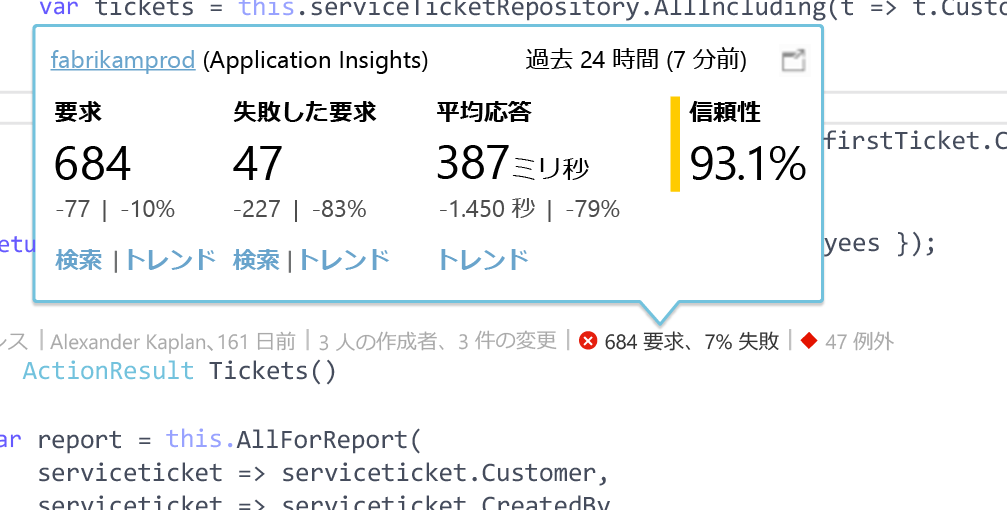 var tickets = this.serviceTicketRepository.AllIncluding(t => t.Custo
fabrikamprod (Application Insights) 過去 24 時間 (7 分前)
要求 失敗した要求 平均応答 信頼性
firstTicket.C
684 47 387ミリ秒 93.1%
-77 | -10% -227 | -83% -1.450 秒 | -79%
etu yees });
検索 | トレンド 検索 | トレンド トレンド
ンス | Alexander Kaplan、161 日前 | 3 人の作成者、3 件の変更 | 684 要求、7% 失敗 | 47 例外
ActionResult Tickets()
ar report = this.AllForReport(
serviceticket => serviceticket.Customer,
serviceticket => serviceticket.CreatedBy